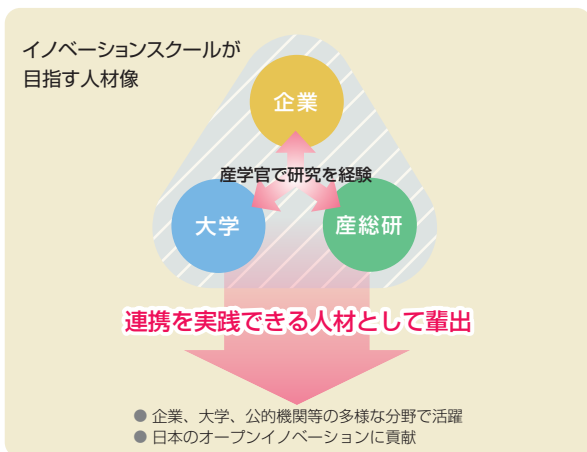 イノベーションスクールが
目指す人材像
企業
産学官で研究を経験
大学
産総研
連携を実践できる人材として輩出
● 企業、大学、公的機関等の多様な分野で活躍
● 日本のオープンイノベーションに貢献